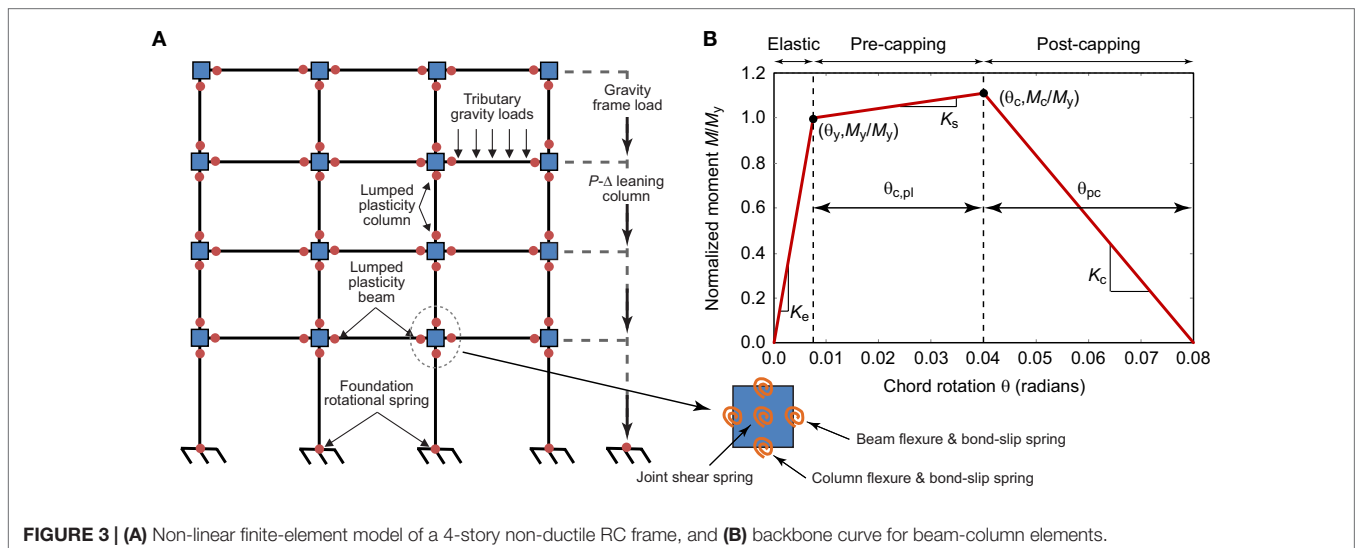 A
Tributary
gravity loads
Gravity
frame load
Lumped
plasticity
column
P-Δ leaning
column
Lumped
plasticity
beam
Foundation
rotational spring
Joint shear spring
Beam flexure & bond-slip spring
Column flexure & bond-slip spring
B
Elastic
Pre-capping
Post-capping
Normalized moment M/My
1.2
1.0
0.8
0.6
0.4
0.2
0.0
(θy,My/My)
(θc,Mc/My)
Ks
θc,pl
θpc
Ke
Kc
0.0 0.01 0.02 0.03 0.04 0.05 0.06 0.07 0.08
Chord rotation θ (radians)
FIGURE 3 | (A) Non-linear finite-element model of a 4-story non-ductile RC frame, and (B) backbone curve for beam-column elements.